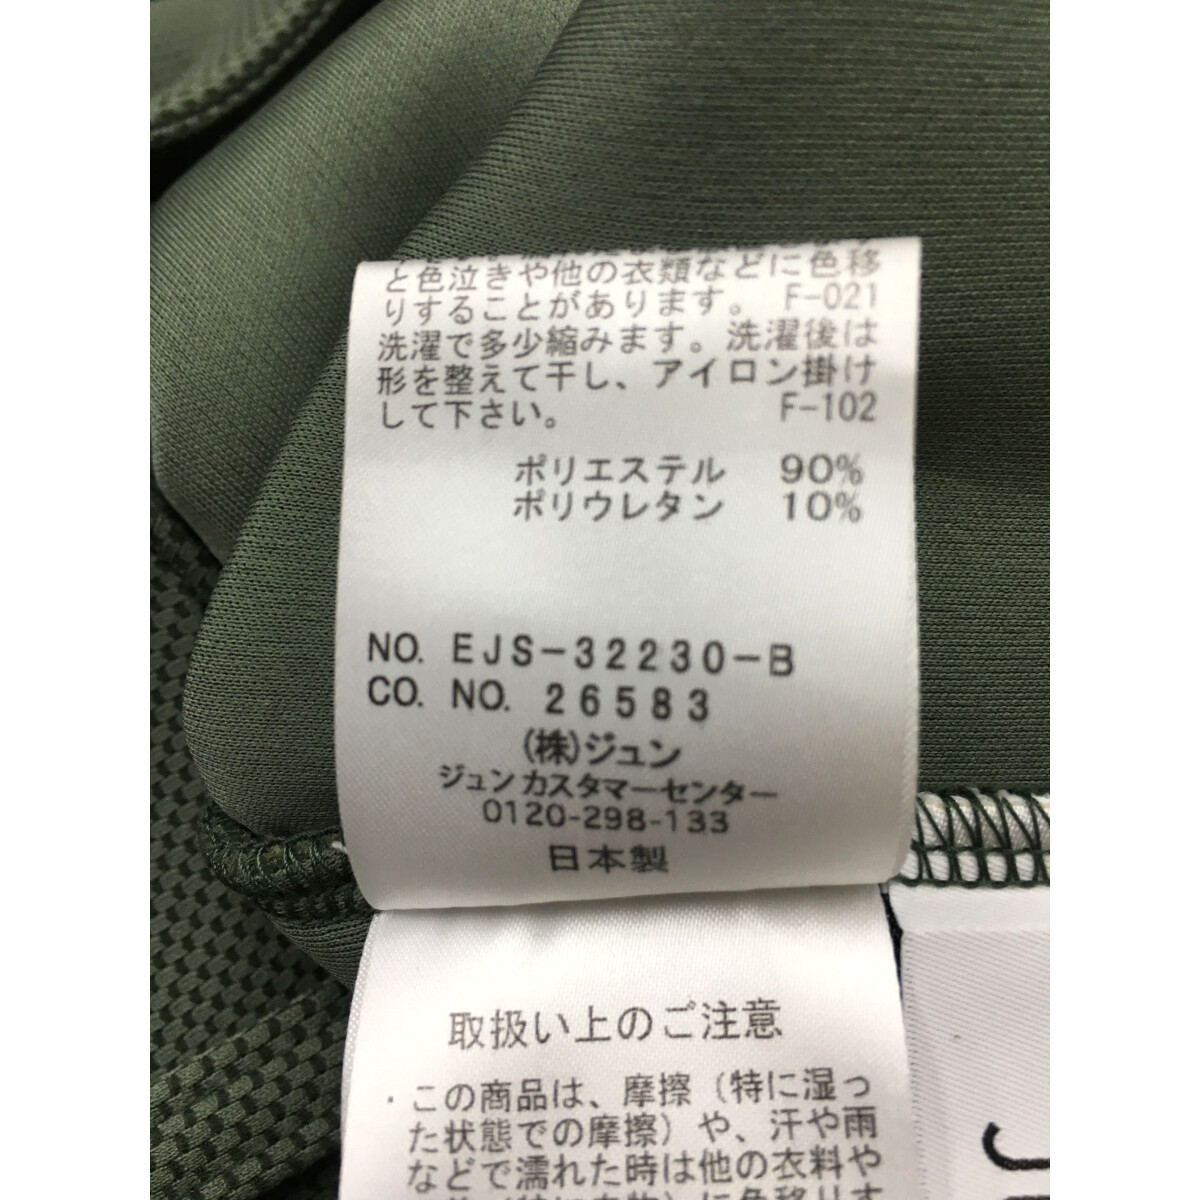 と色泣きや他の衣類などに色移
りすることがあります。 F-021
洗濯で多少縮みます。洗濯後は
形を整えて干し、アイロン掛け
して下さい。 F-102
ポリエステル 90%
ポリウレタン 10%
NO. EJS-32230-B
CO. NO. 26583
(株)ジュン
ジュンカスタマーセンター
0120-298-133
日本製
取扱い上のご注意
・この商品は、摩擦(特に湿っ
た状態での摩擦)や、汗や雨
などで濡れた時は他の衣料や